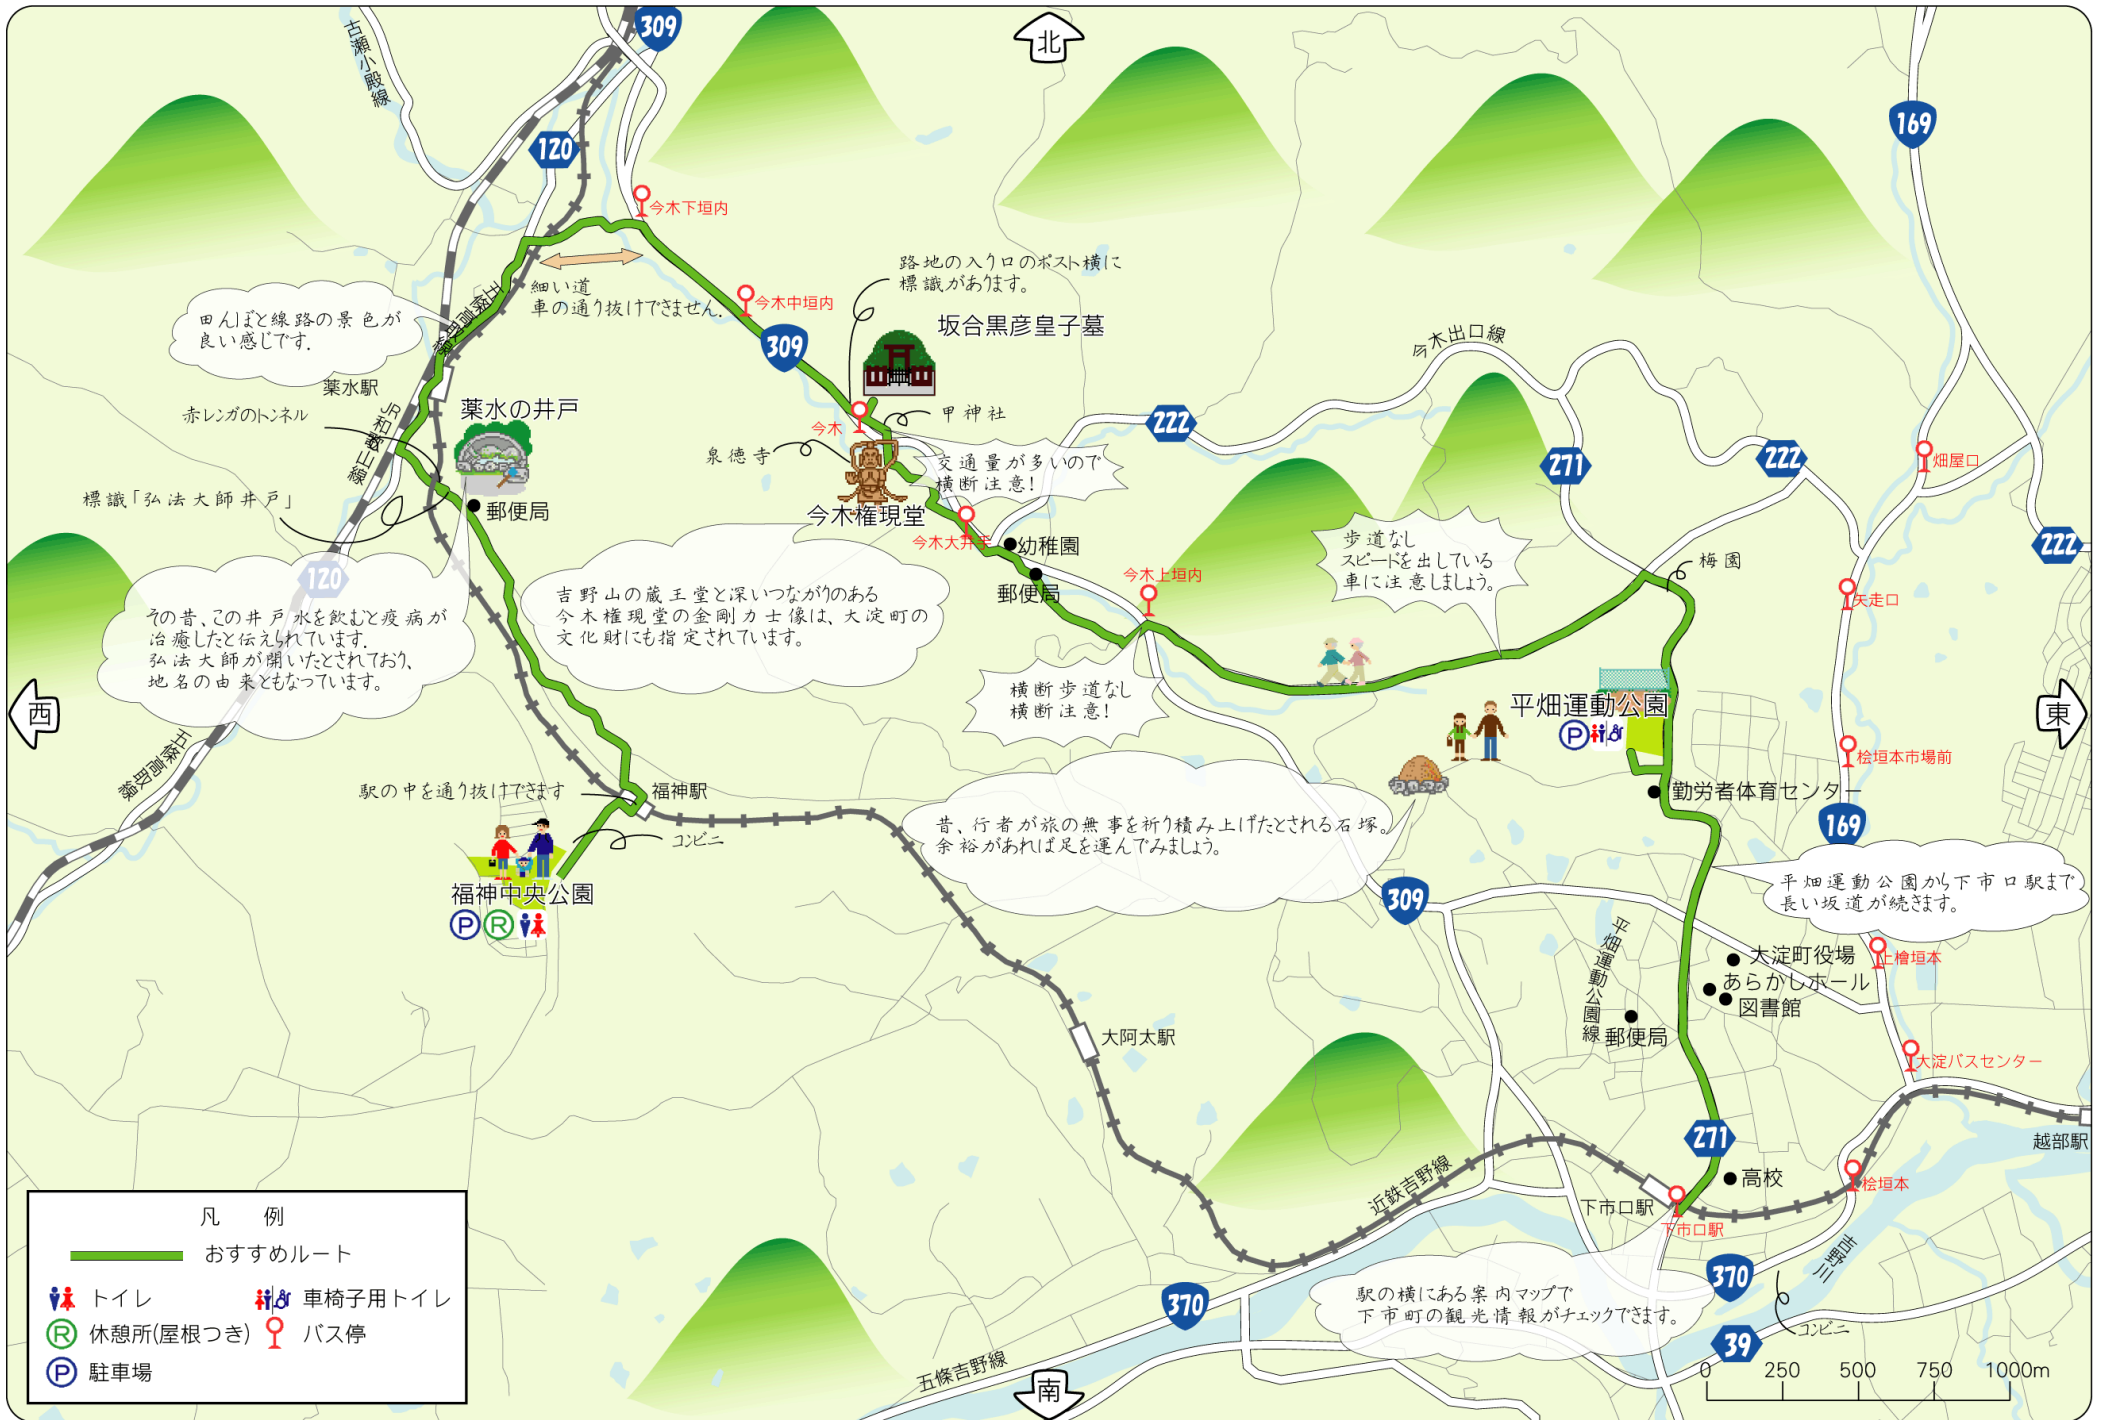 古瀬小殿線
309
北
169
120
今木下垣内
路地の入り口のポスト横に
標識があります。
細い道
車の通り抜けできません。
今木中垣内
坂合黒彦皇子墓
309
田んぼと線路の景色が
良い感じです。
五條高取線
今木出口線
薬水駅
JR和歌山線
赤レンガのトンネル
薬水の井戸
今木
甲神社
222
泉徳寺
交通量が多いので
横断注意!
271
222
畑屋口
標識「弘法大師井戸」
郵便局
今木権現堂
今木大井手
幼稚園
歩道なし
スピードを出している
車に注意しましょう。
222
梅園
120
今木上垣内
郵便局
矢走口
その昔、この井戸水を飲むと疫病が
治癒したと伝えられています。
弘法大師が開いたとされており、
地名の由来ともなっています。
吉野山の蔵王堂と深いつながりのある
今木権現堂の金剛力士像は、大淀町の
文化財にも指定されています。
横断歩道なし
横断注意!
平畑運動公園
P
西
東
五條高取線
桧垣本市場前
駅の中を通り抜けできます
福神駅
勤労者体育センター
コンビニ
昔、行者が旅の無事を祈り積み上げたとされる石塚。
余裕があれば足を運んでみましょう。
169
福神中央公園
P R
309
平畑運動公園から下市口駅まで
長い坂道が続きます。
平畑運動公園線
大淀町役場
上檜垣本
あらかしホール
図書館
郵便局
大阿太駅
大淀バスセンター
271
越部駅
近鉄吉野線
高校
桧垣本
下市口駅
下市口駅
吉野川
370
370
駅の横にある案内マップで
下市町の観光情報がチェックできます。
コンビニ
39
五條吉野線
南
0 250 500 750 1000m
凡 例
おすすめルート
トイレ
車椅子用トイレ
R 休憩所(屋根つき)
バス停
P 駐車場